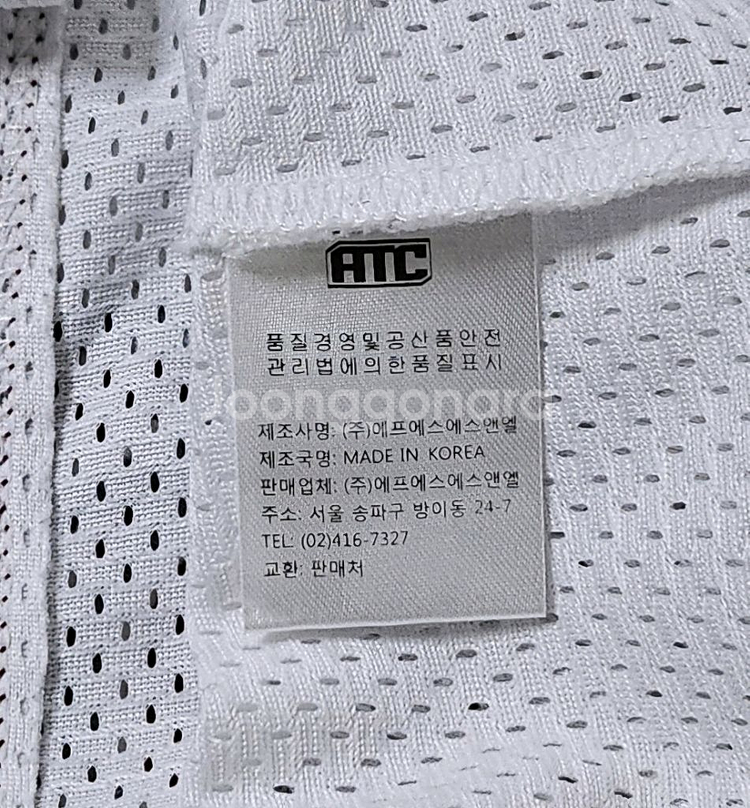 ATC
품질경영및공산품안전
관리법에의한품질표시
제조사명: (주)에프에스에스앤엘
제조국명: MADE IN KOREA
판매업체: (주)에프에스에스앤엘
주소: 서울 송파구 방이동 24-7
TEL: (02)416-7327
교환: 판매처